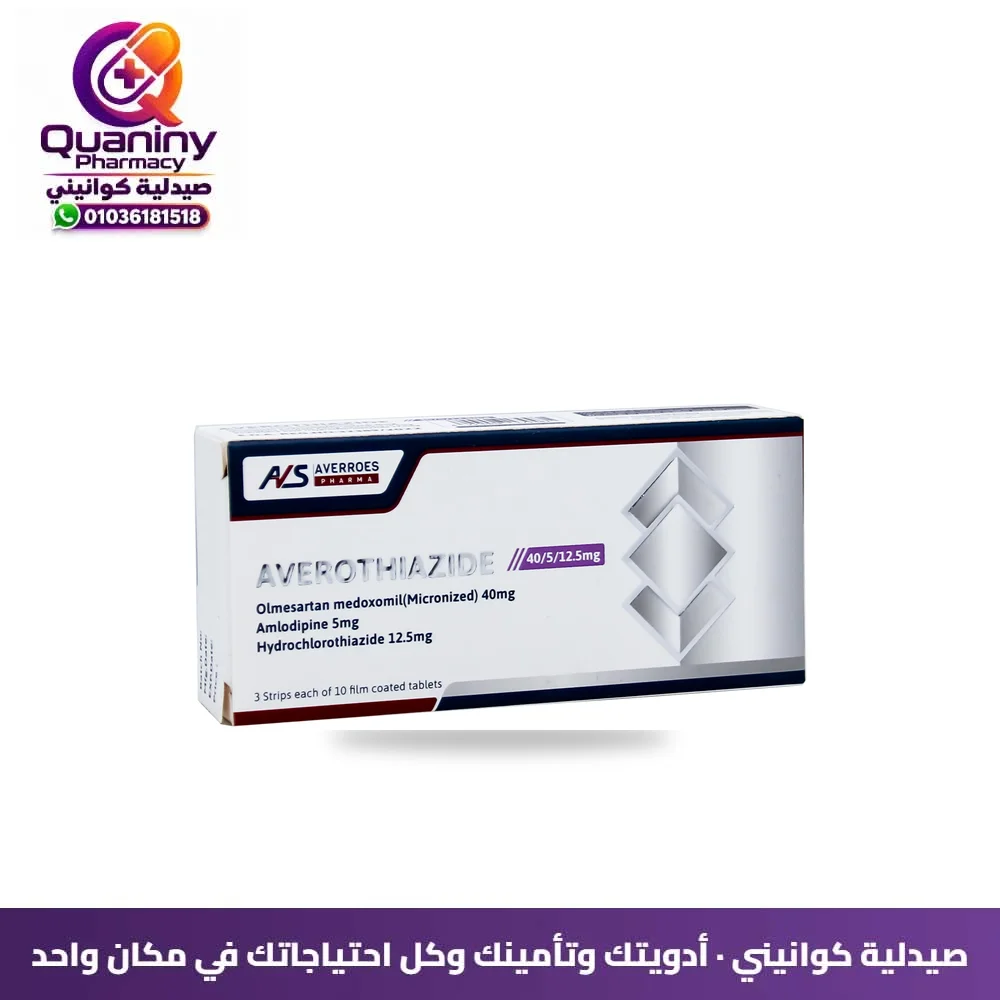 Quaniny
Pharmacy
صيدلية كوانيني
01036181518
AVS AVERROES
PHARMA
AVEROTHIAZIDE 40/5/12.5mg
Olmesartan medoxomil(Micronized) 40mg
Amlodipine 5mg
Hydrochlorothiazide 12.5mg
3 Strips each of 10 film coated tablets
صيدلية كوانيني · أدويتك وتأمينك وكل احتياجاتك في مكان واحد